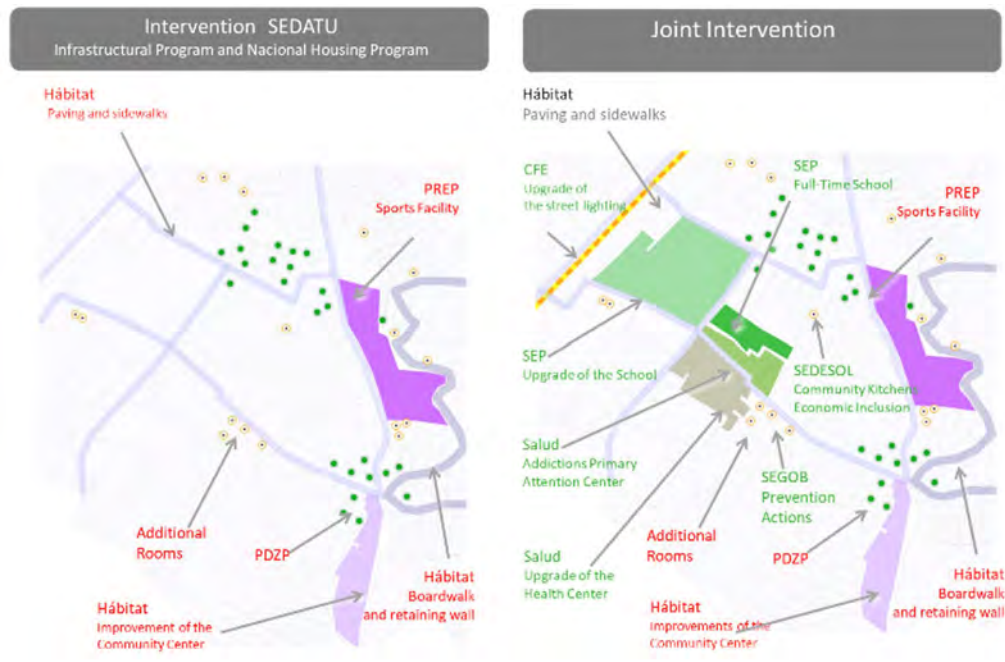 Intervention SEDATU
Infrastructural Program and Nacional Housing Program
Hábitat
Paving and sidewalks
PREP
Sports Facility
Additional
Rooms
PDZP
Hábitat
Improvement of the
Community Center
Hábitat
Boardwalk
and retaining wall
Joint Intervention
Hábitat
Paving and sidewalks
CFE
Upgrade of
the street lighting
SEP
Full-Time School
PREP
Sports Facility
SEP
Upgrade of the School
SEDESOL
Community Kitchens
Economic Inclusion
Salud
Addictions Primary
Attention Center
SEGOB
Prevention
Actions
Salud
Upgrade of the
Health Center
Additional
Rooms
PDZP
Hábitat
Improvements of the
Community Center
Hábitat
Boardwalk
and retaining wall